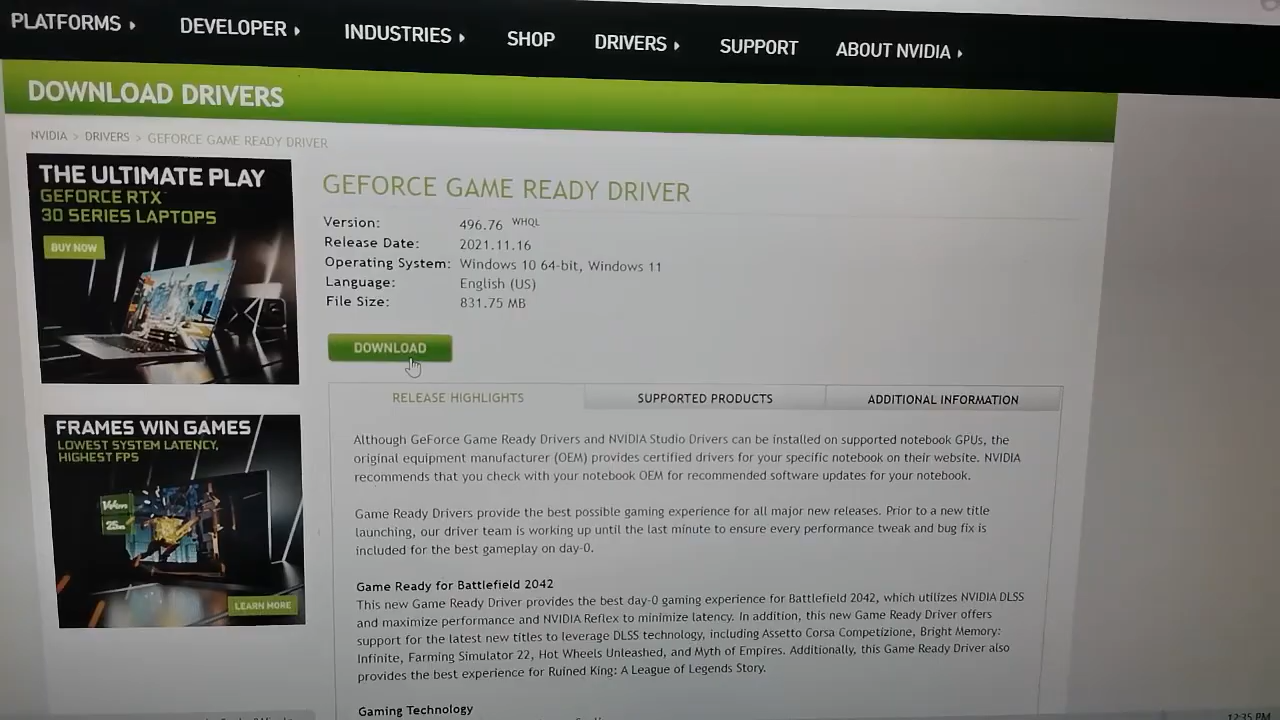 PLATFORMS
DEVELOPER
INDUSTRIES
SHOP
DRIVERS
SUPPORT
ABOUT NVIDIA
DOWNLOAD DRIVERS
NVIDIA > DRIVERS > GEFORCE GAME READY DRIVER
THE ULTIMATE PLAY
GEFORCE RTX
30 SERIES LAPTOPS
BUY NOW
FRAMES WIN GAMES
LOWEST SYSTEM LATENCY,
HIGHEST FPS
LEARN MORE
GEFORCE GAME READY DRIVER
Version: 496.76 WHQL
Release Date: 2021.11.16
Operating System: Windows 10 64-bit, Windows 11
Language: English (US)
File Size: 831.75 MB
DOWNLOAD
RELEASE HIGHLIGHTS
SUPPORTED PRODUCTS
ADDITIONAL INFORMATION
Although GeForce Game Ready Drivers and NVIDIA Studio Drivers can be installed on supported notebook GPUs, the
original equipment manufacturer (OEM) provides certified drivers for your specific notebook on their website. NVIDIA
recommends that you check with your notebook OEM for recommended software updates for your notebook.
Game Ready Drivers provide the best possible gaming experience for all major new releases. Prior to a new title
launching, our driver team is working up until the last minute to ensure every performance tweak and bug fix is
included for the best gameplay on day-0.
Game Ready for Battlefield 2042
This new Game Ready Driver provides the best day-0 gaming experience for Battlefield 2042, which utilizes NVIDIA DLSS
and maximize performance and NVIDIA Reflex to minimize latency. In addition, this new Game Ready Driver offers
support for the latest new titles to leverage DLSS technology, including Assetto Corsa Competizione, Bright Memory:
Infinite, Farming Simulator 22, Hot Wheels Unleashed, and Myth of Empires. Additionally, this Game Ready Driver also
provides the best experience for Ruined King: A League of Legends Story.
Gaming Technology